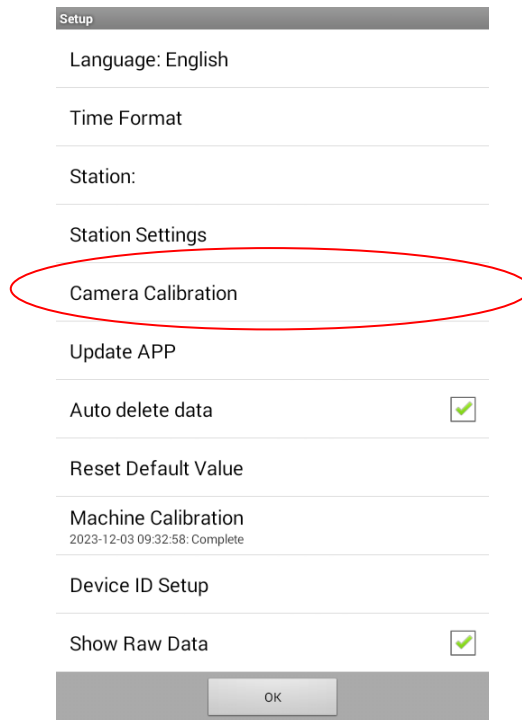 Setup
Language: English
Time Format
Station:
Station Settings
Camera Calibration
Update APP
Auto delete data
Reset Default Value
Machine Calibration
2023-12-03 09:32:58: Complete
Device ID Setup
Show Raw Data
OK